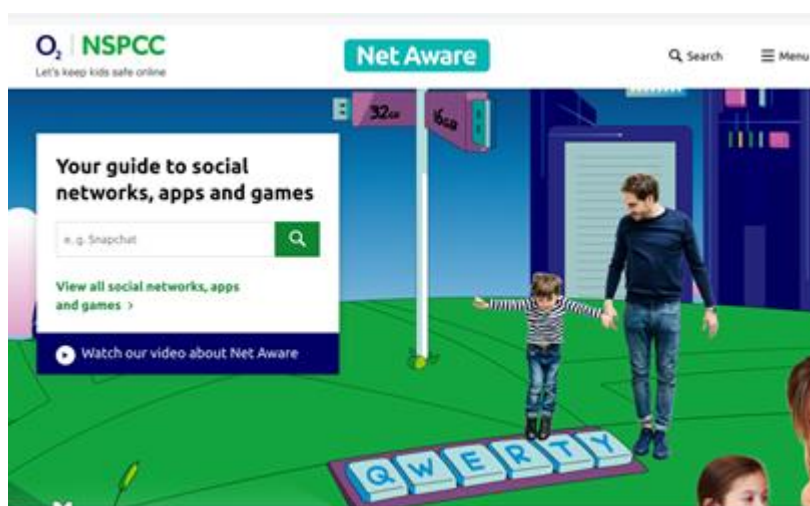 O2 NSPCC
Let's keep kids safe online
Net Aware
Search
Menu
32GB
16GB
Your guide to social
networks, apps and games
e.g. Snapchat
View all social networks, apps
and games >
Watch our video about Net Aware
QWERTY